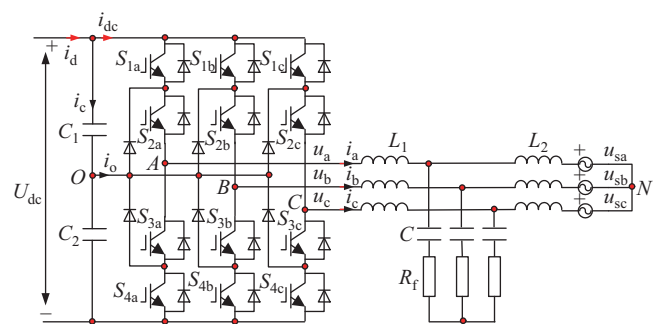 i_dc
+
i_d
S_1a
S_1b
S_1c
i_c
C_1
S_2a
S_2b
S_2c
U_dc
O
i_o
A
B
C
u_a
i_a
L_1
L_2
+
u_sa
u_b
i_b
+
u_sb
N
u_c
i_c
+
u_sc
C_2
S_3a
S_3b
S_3c
C
R_f
S_4a
S_4b
S_4c
−